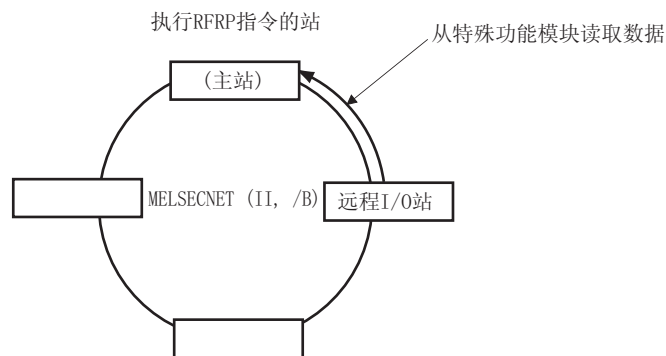 执行RFRP指令的站
从特殊功能模块读取数据
(主站)
MELSECNET (II, /B)
远程I/O站